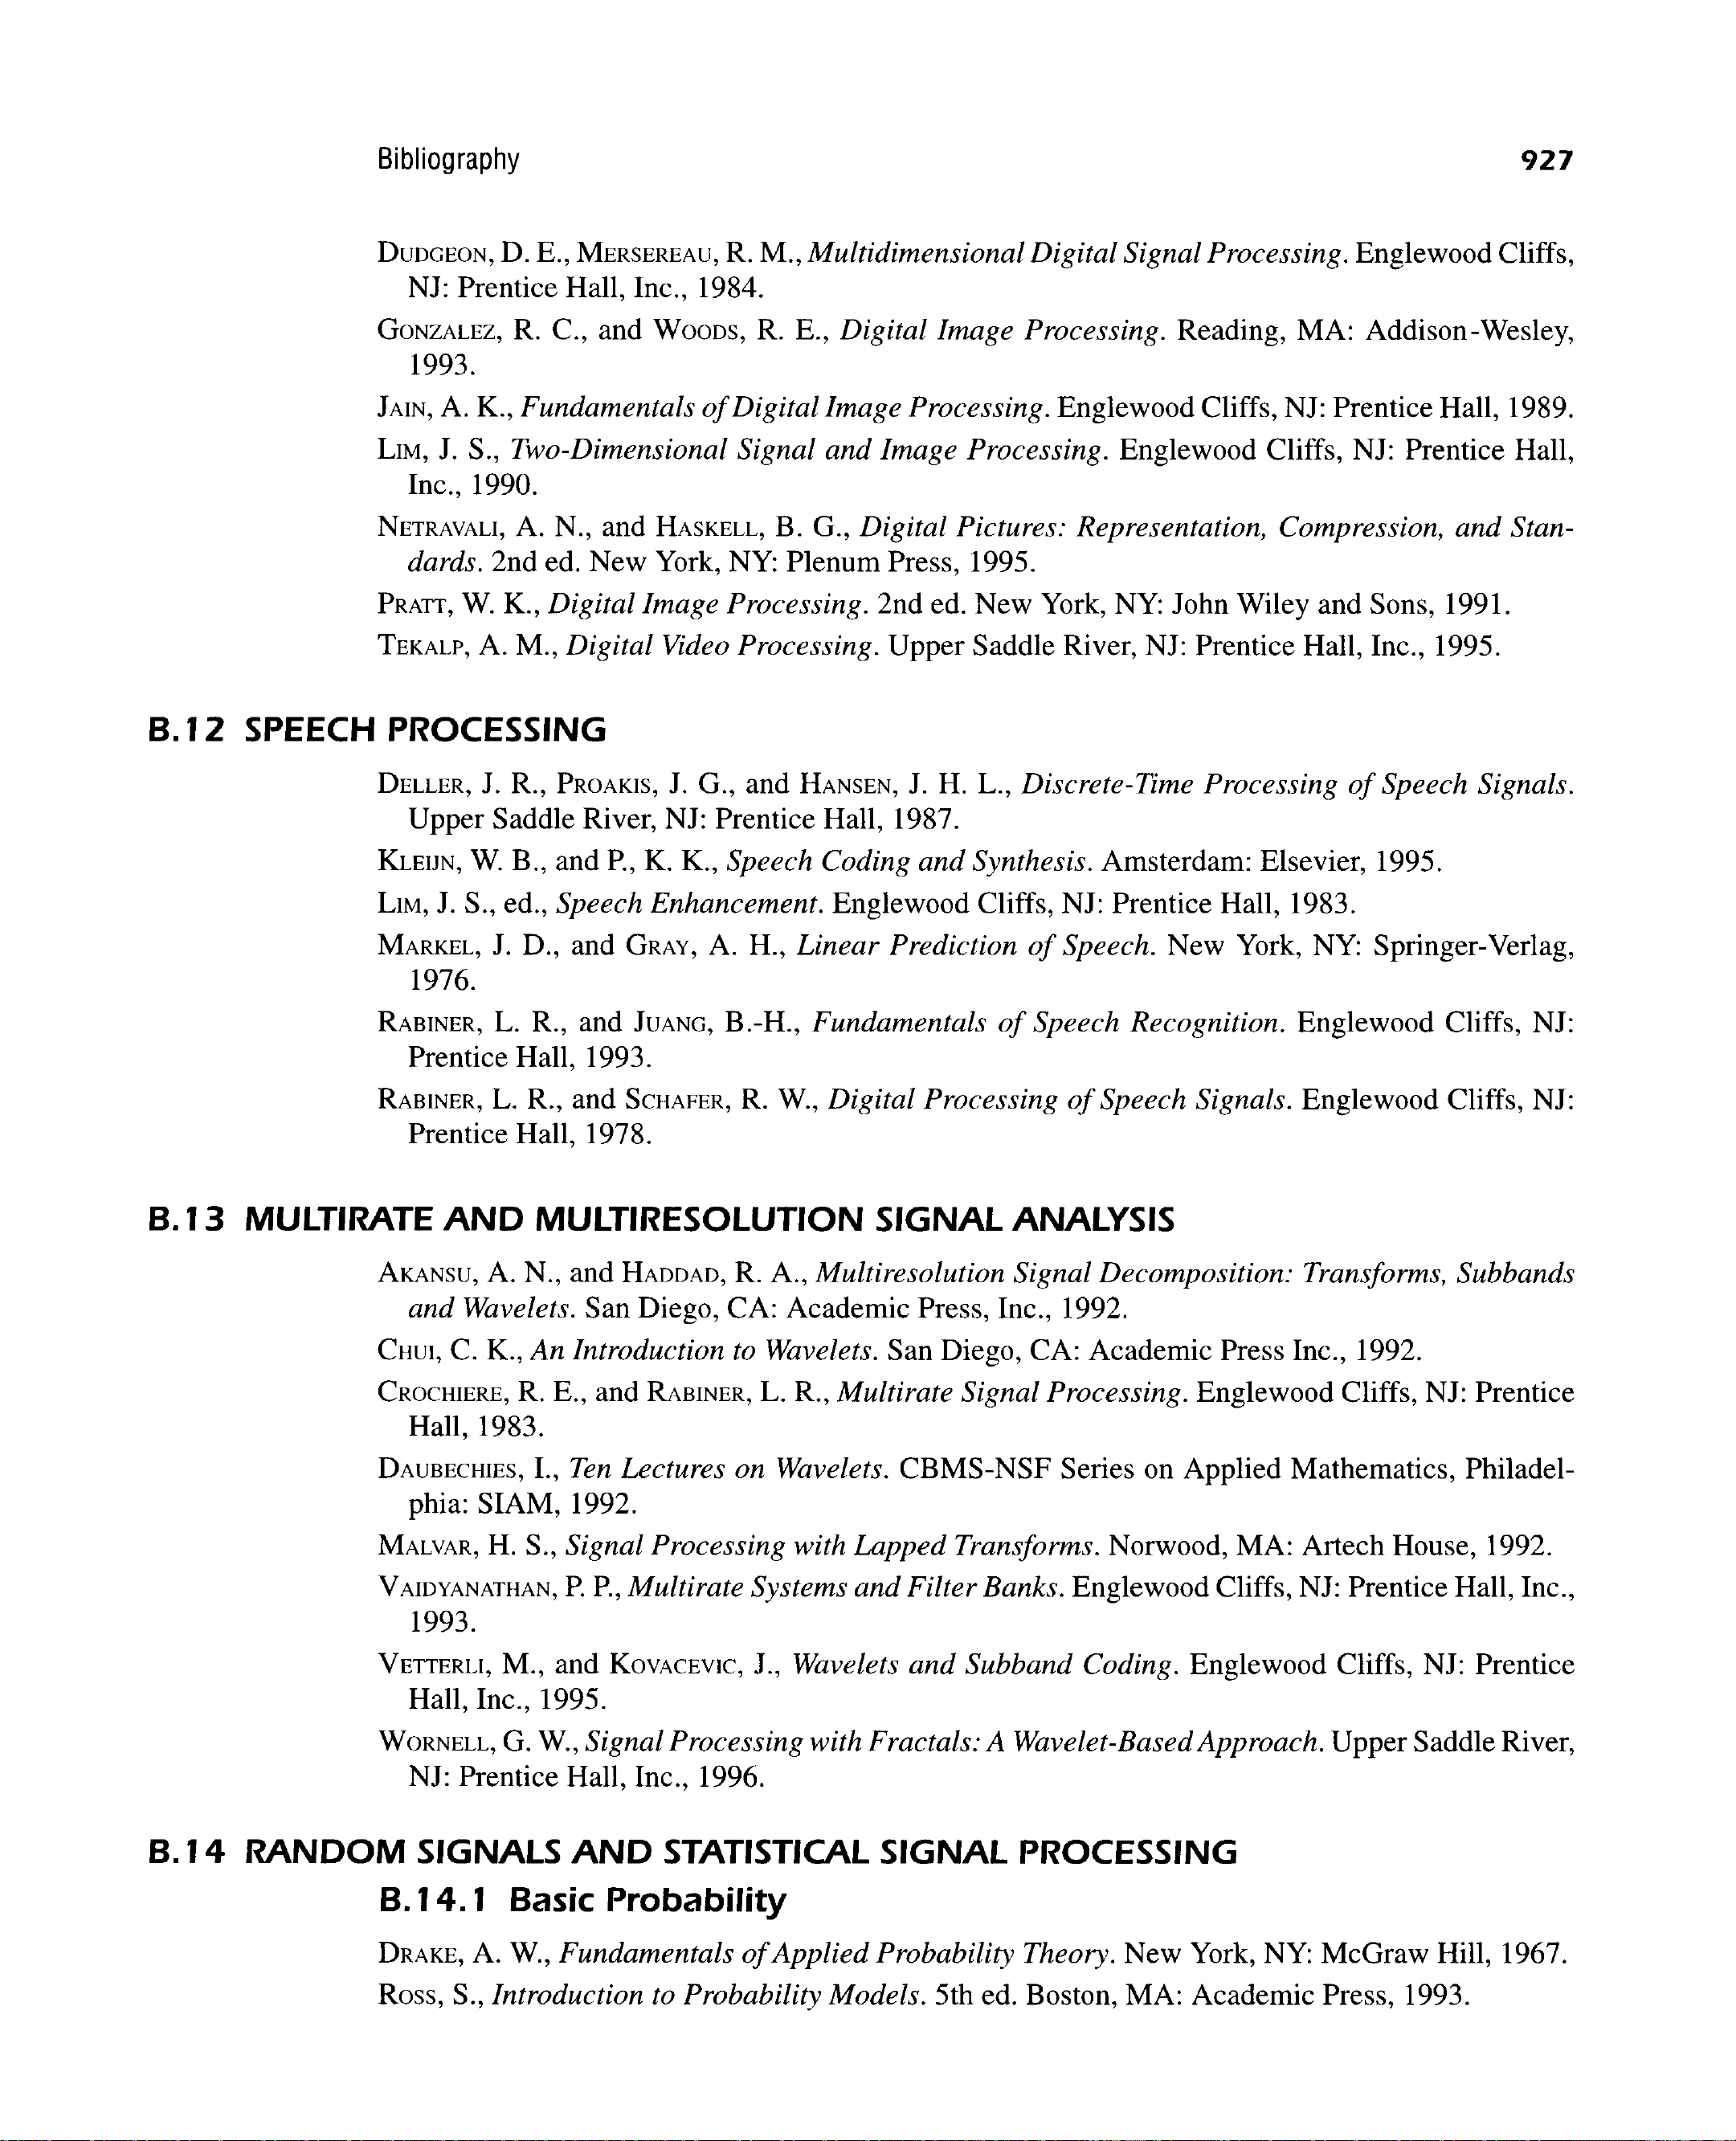 Bibliography 927
DUDGEON, D. E., MERSEREAU, R. M., Multidimensional Digital Signal Processing. Englewood Cliffs,
NJ: Prentice Hall, Inc., 1984.
GONZALEZ, R. C., and WOODS, R. E., Digital Image Processing. Reading, MA: Addison-Wesley,
1993.
JAIN, A. K., Fundamentals of Digital Image Processing. Englewood Cliffs, NJ: Prentice Hall, 1989.
LIM, J. S., Two-Dimensional Signal and Image Processing. Englewood Cliffs, NJ: Prentice Hall,
Inc., 1990.
NETRAVALI, A. N., and HASKELL, B. G., Digital Pictures: Representation, Compression, and Stan-
dards. 2nd ed. New York, NY: Plenum Press, 1995.
PRATT, W. K., Digital Image Processing. 2nd ed. New York, NY: John Wiley and Sons, 1991.
TEKALP, A. M., Digital Video Processing. Upper Saddle River, NJ: Prentice Hall, Inc., 1995.
B.12 SPEECH PROCESSING
DELLER, J. R., PROAKIS, J. G., and HANSEN, J. H. L., Discrete-Time Processing of Speech Signals.
Upper Saddle River, NJ: Prentice Hall, 1987.
KLEIJN, W. B., and P., K. K., Speech Coding and Synthesis. Amsterdam: Elsevier, 1995.
LIM, J. S., ed., Speech Enhancement. Englewood Cliffs, NJ: Prentice Hall, 1983.
MARKEL, J. D., and GRAY, A. H., Linear Prediction of Speech. New York, NY: Springer-Verlag,
1976.
RABINER, L. R., and JUANG, B.-H., Fundamentals of Speech Recognition. Englewood Cliffs, NJ:
Prentice Hall, 1993.
RABINER, L. R., and SCHAFER, R. W., Digital Processing of Speech Signals. Englewood Cliffs, NJ:
Prentice Hall, 1978.
B.13 MULTIRATE AND MULTIRESOLUTION SIGNAL ANALYSIS
AKANSU, A. N., and HADDAD, R. A., Multiresolution Signal Decomposition: Transforms, Subbands
and Wavelets. San Diego, CA: Academic Press, Inc., 1992.
CHUI, C. K., An Introduction to Wavelets. San Diego, CA: Academic Press Inc., 1992.
CROCHIERE, R. E., and RABINER, L. R., Multirate Signal Processing. Englewood Cliffs, NJ: Prentice
Hall, 1983.
DAUBECHIES, I., Ten Lectures on Wavelets. CBMS-NSF Series on Applied Mathematics, Philadel-
phia: SIAM, 1992.
MALVAR, H. S., Signal Processing with Lapped Transforms. Norwood, MA: Artech House, 1992.
VAIDYANATHAN, P. P., Multirate Systems and Filter Banks. Englewood Cliffs, NJ: Prentice Hall, Inc.,
1993.
VETTERLI, M., and KOVACEVIC, J., Wavelets and Subband Coding. Englewood Cliffs, NJ: Prentice
Hall, Inc., 1995.
WORNELL, G. W., Signal Processing with Fractals: A Wavelet-Based Approach. Upper Saddle River,
NJ: Prentice Hall, Inc., 1996.
B.14 RANDOM SIGNALS AND STATISTICAL SIGNAL PROCESSING
B.14.1 Basic Probability
DRAKE, A. W., Fundamentals of Applied Probability Theory. New York, NY: McGraw Hill, 1967.
ROSS, S., Introduction to Probability Models. 5th ed. Boston, MA: Academic Press, 1993.